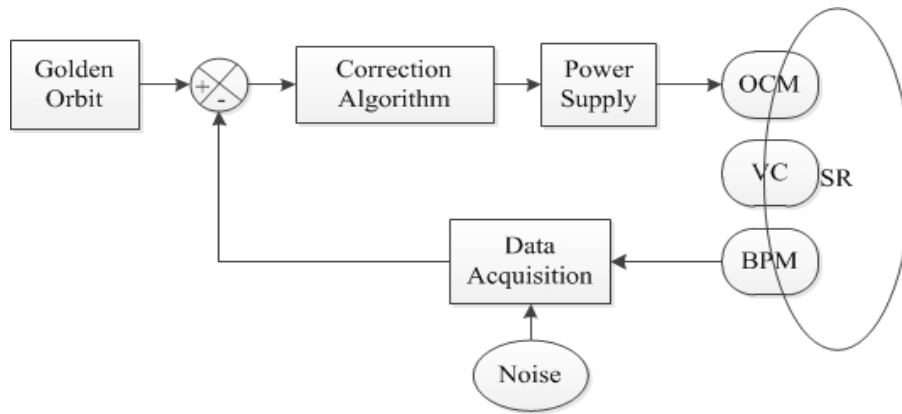 Golden
Orbit
+
-
Correction
Algorithm
Power
Supply
OCM
VC
SR
BPM
Data
Acquisition
Noise